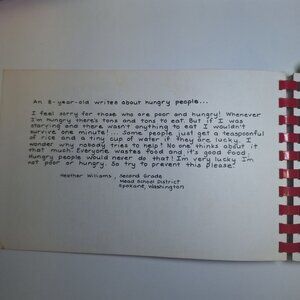 An 8-year-old writes about hungry people...
I feel sorry for those who are poor and hungry! Whenever
I'm hungry there's tons and tons to eat. But if I was
starving and there wasn't anything to eat I wouldn't
survive one minute!... Some people just get a teaspoonful
of rice and a tiny cup of water if they are lucky. I
wonder why nobody tries to help! No one thinks about it
that much. Everyone wastes food and it's good food.
Hungry people would never do that! I'm very lucky I'm
not poor or hungry. So try to prevent this please!
Heather Williams, Second Grade
Mead School District
Spokane, Washington